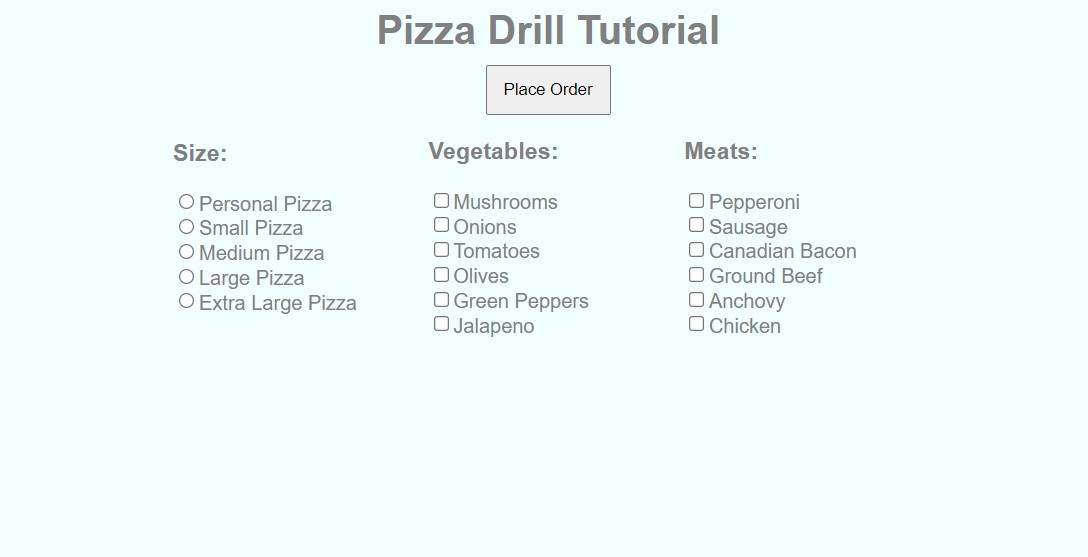 Pizza Drill Tutorial
Place Order
Size:
Personal Pizza
Small Pizza
Medium Pizza
Large Pizza
Extra Large Pizza
Vegetables:
Mushrooms
Onions
Tomatoes
Olives
Green Peppers
Jalapeno
Meats:
Pepperoni
Sausage
Canadian Bacon
Ground Beef
Anchovy
Chicken